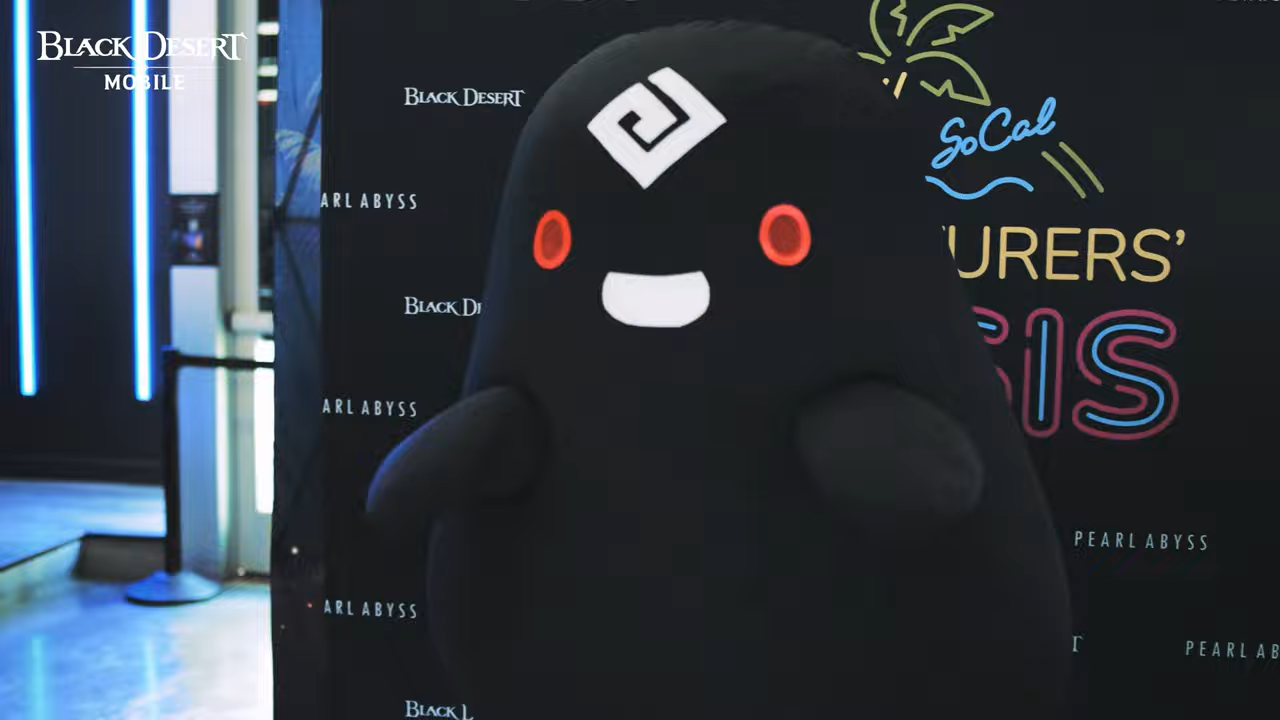 BLACK DESERT
MOBILE
BLACK DESERT
SoCal
ARL ABYSS
URERS'
BLACK D
SIS
ARL ABYSS
PEARL ABYSS
ARL ABYSS
T
PEARL AB
BLACK